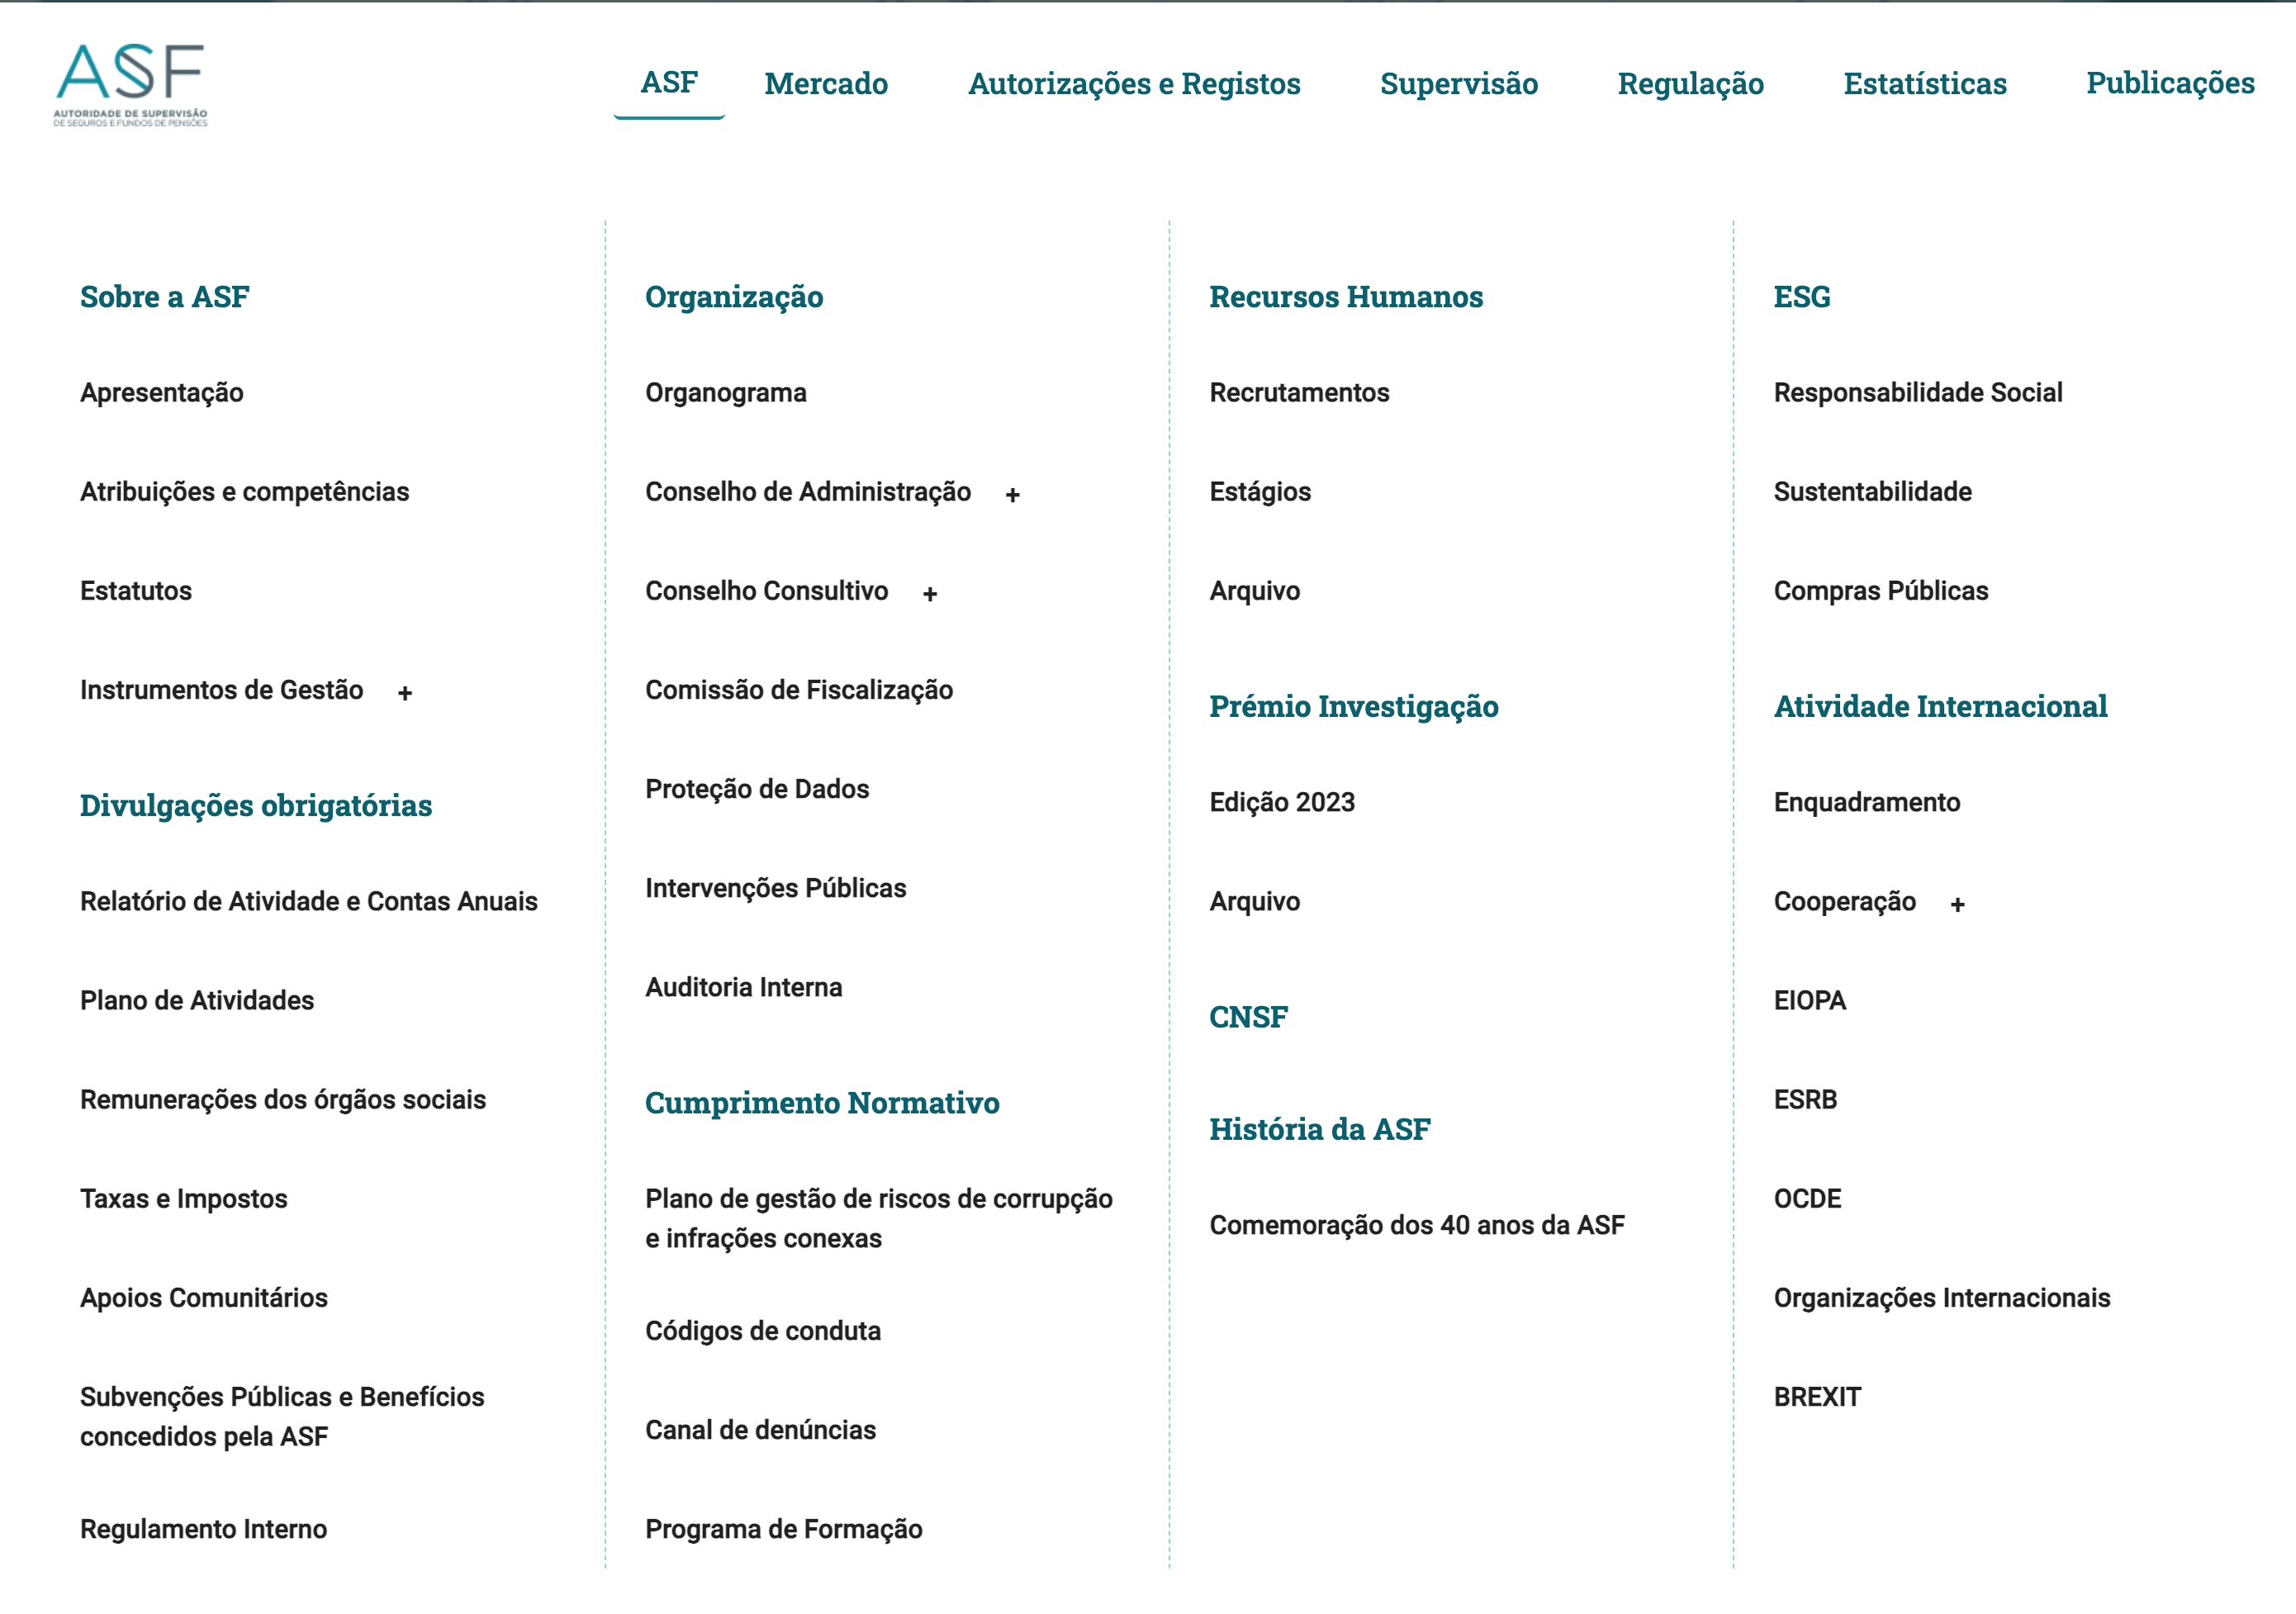 ASF
AUTORIDADE DE SUPERVISÃO
DE SEGUROS E FUNDOS DE PENSÕES
ASF
Mercado
Autorizações e Registos
Supervisão
Regulação
Estatísticas
Publicações
Sobre a ASF
Apresentação
Atribuições e competências
Estatutos
Instrumentos de Gestão +
Divulgações obrigatórias
Relatório de Atividade e Contas Anuais
Plano de Atividades
Remunerações dos órgãos sociais
Taxas e Impostos
Apoios Comunitários
Subvenções Públicas e Benefícios
concedidos pela ASF
Regulamento Interno
Organização
Organograma
Conselho de Administração +
Conselho Consultivo +
Comissão de Fiscalização
Proteção de Dados
Intervenções Públicas
Auditoria Interna
Cumprimento Normativo
Plano de gestão de riscos de corrupção
e infrações conexas
Códigos de conduta
Canal de denúncias
Programa de Formação
Recursos Humanos
Recrutamentos
Estágios
Arquivo
Prémio Investigação
Edição 2023
Arquivo
CNSF
História da ASF
Comemoração dos 40 anos da ASF
ESG
Responsabilidade Social
Sustentabilidade
Compras Públicas
Atividade Internacional
Enquadramento
Cooperação +
EIOPA
ESRB
OCDE
Organizações Internacionais
BREXIT